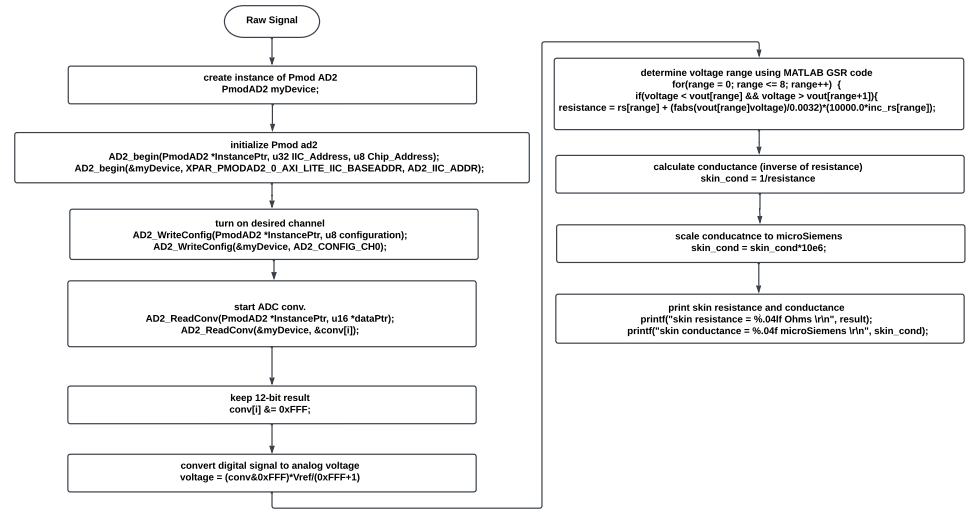 Raw Signal
create instance of Pmod AD2
PmodAD2 myDevice;
initialize Pmod ad2
AD2_begin(PmodAD2 *InstancePtr, u32 IIC_Address, u8 Chip_Address);
AD2_begin(&myDevice, XPAR_PMODAD2_0_AXI_LITE_IIC_BASEADDR, AD2_IIC_ADDR);
turn on desired channel
AD2_WriteConfig(PmodAD2 *InstancePtr, u8 configuration);
AD2_WriteConfig(&myDevice, AD2_CONFIG_CH0);
start ADC conv.
AD2_ReadConv(PmodAD2 *InstancePtr, u16 *dataPtr);
AD2_ReadConv(&myDevice, &conv[i]);
keep 12-bit result
conv[i] &= 0xFFF;
convert digital signal to analog voltage
voltage = (conv&0xFFF)*Vref/(0xFFF+1)
determine voltage range using MATLAB GSR code
for(range = 0; range <= 8; range++) {
if(voltage < vout[range] && voltage > vout[range+1]){
resistance = rs[range] + (fabs(vout[range]voltage)/0.0032)*(10000.0*inc_rs[range]);
calculate conductance (inverse of resistance)
skin_cond = 1/resistance
scale conducatnce to microSiemens
skin_cond = skin_cond*10e6;
print skin resistance and conductance
printf("skin resistance = %.04lf Ohms \r\n", result);
printf("skin conductance = %.04f microSiemens \r\n", skin_cond);